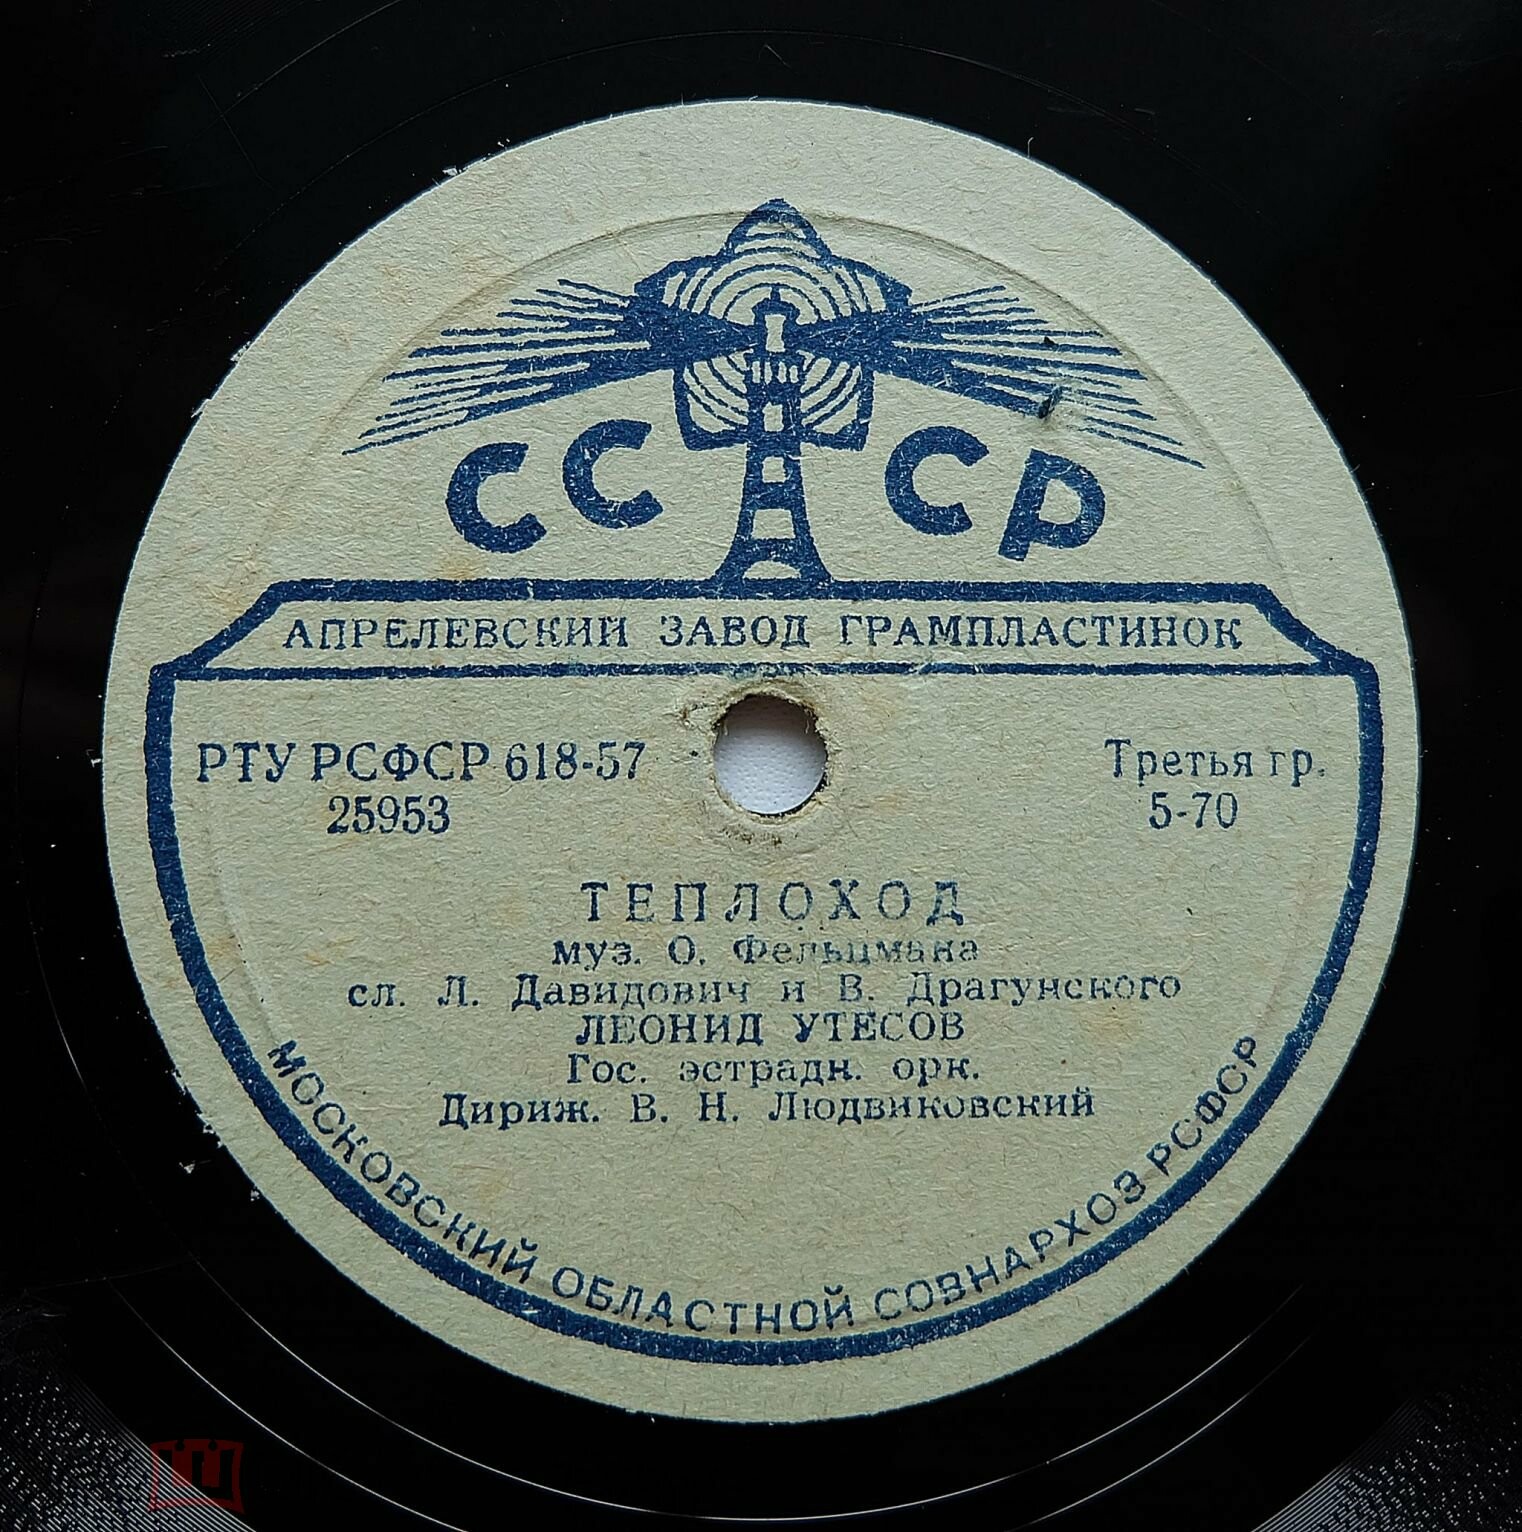 СССР
АПРЕЛЕВСКИЙ ЗАВОД ГРАМПЛАСТИНОК
РТУ РСФСР 618-57
25953
Третья гр.
5-70
ТЕПЛОХОД
муз. О. Фельцмана
сл. Л. Давидович и В. Драгунского
ЛЕОНИД УТЕСОВ
Гос. эстрадн. орк.
Дириж. В. Н. Людвиковский
МОСКОВСКИЙ ОБЛАСТНОЙ СОВНАРХОЗ РСФСР